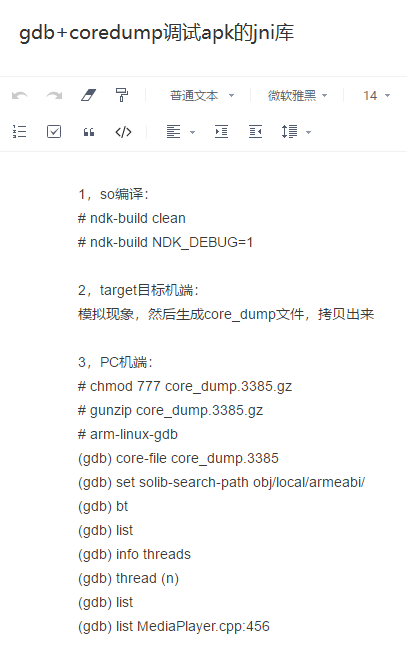 gdb+coredump调试apk的jni库
普通文本 微软雅黑 14
1，so编译：
# ndk-build clean
# ndk-build NDK_DEBUG=1
2，target目标机端：
模拟现象，然后生成core_dump文件，拷贝出来
3，PC机端：
# chmod 777 core_dump.3385.gz
# gunzip core_dump.3385.gz
# arm-linux-gdb
(gdb) core-file core_dump.3385
(gdb) set solib-search-path obj/local/armeabi/
(gdb) bt
(gdb) list
(gdb) info threads
(gdb) thread (n)
(gdb) list
(gdb) list MediaPlayer.cpp:456